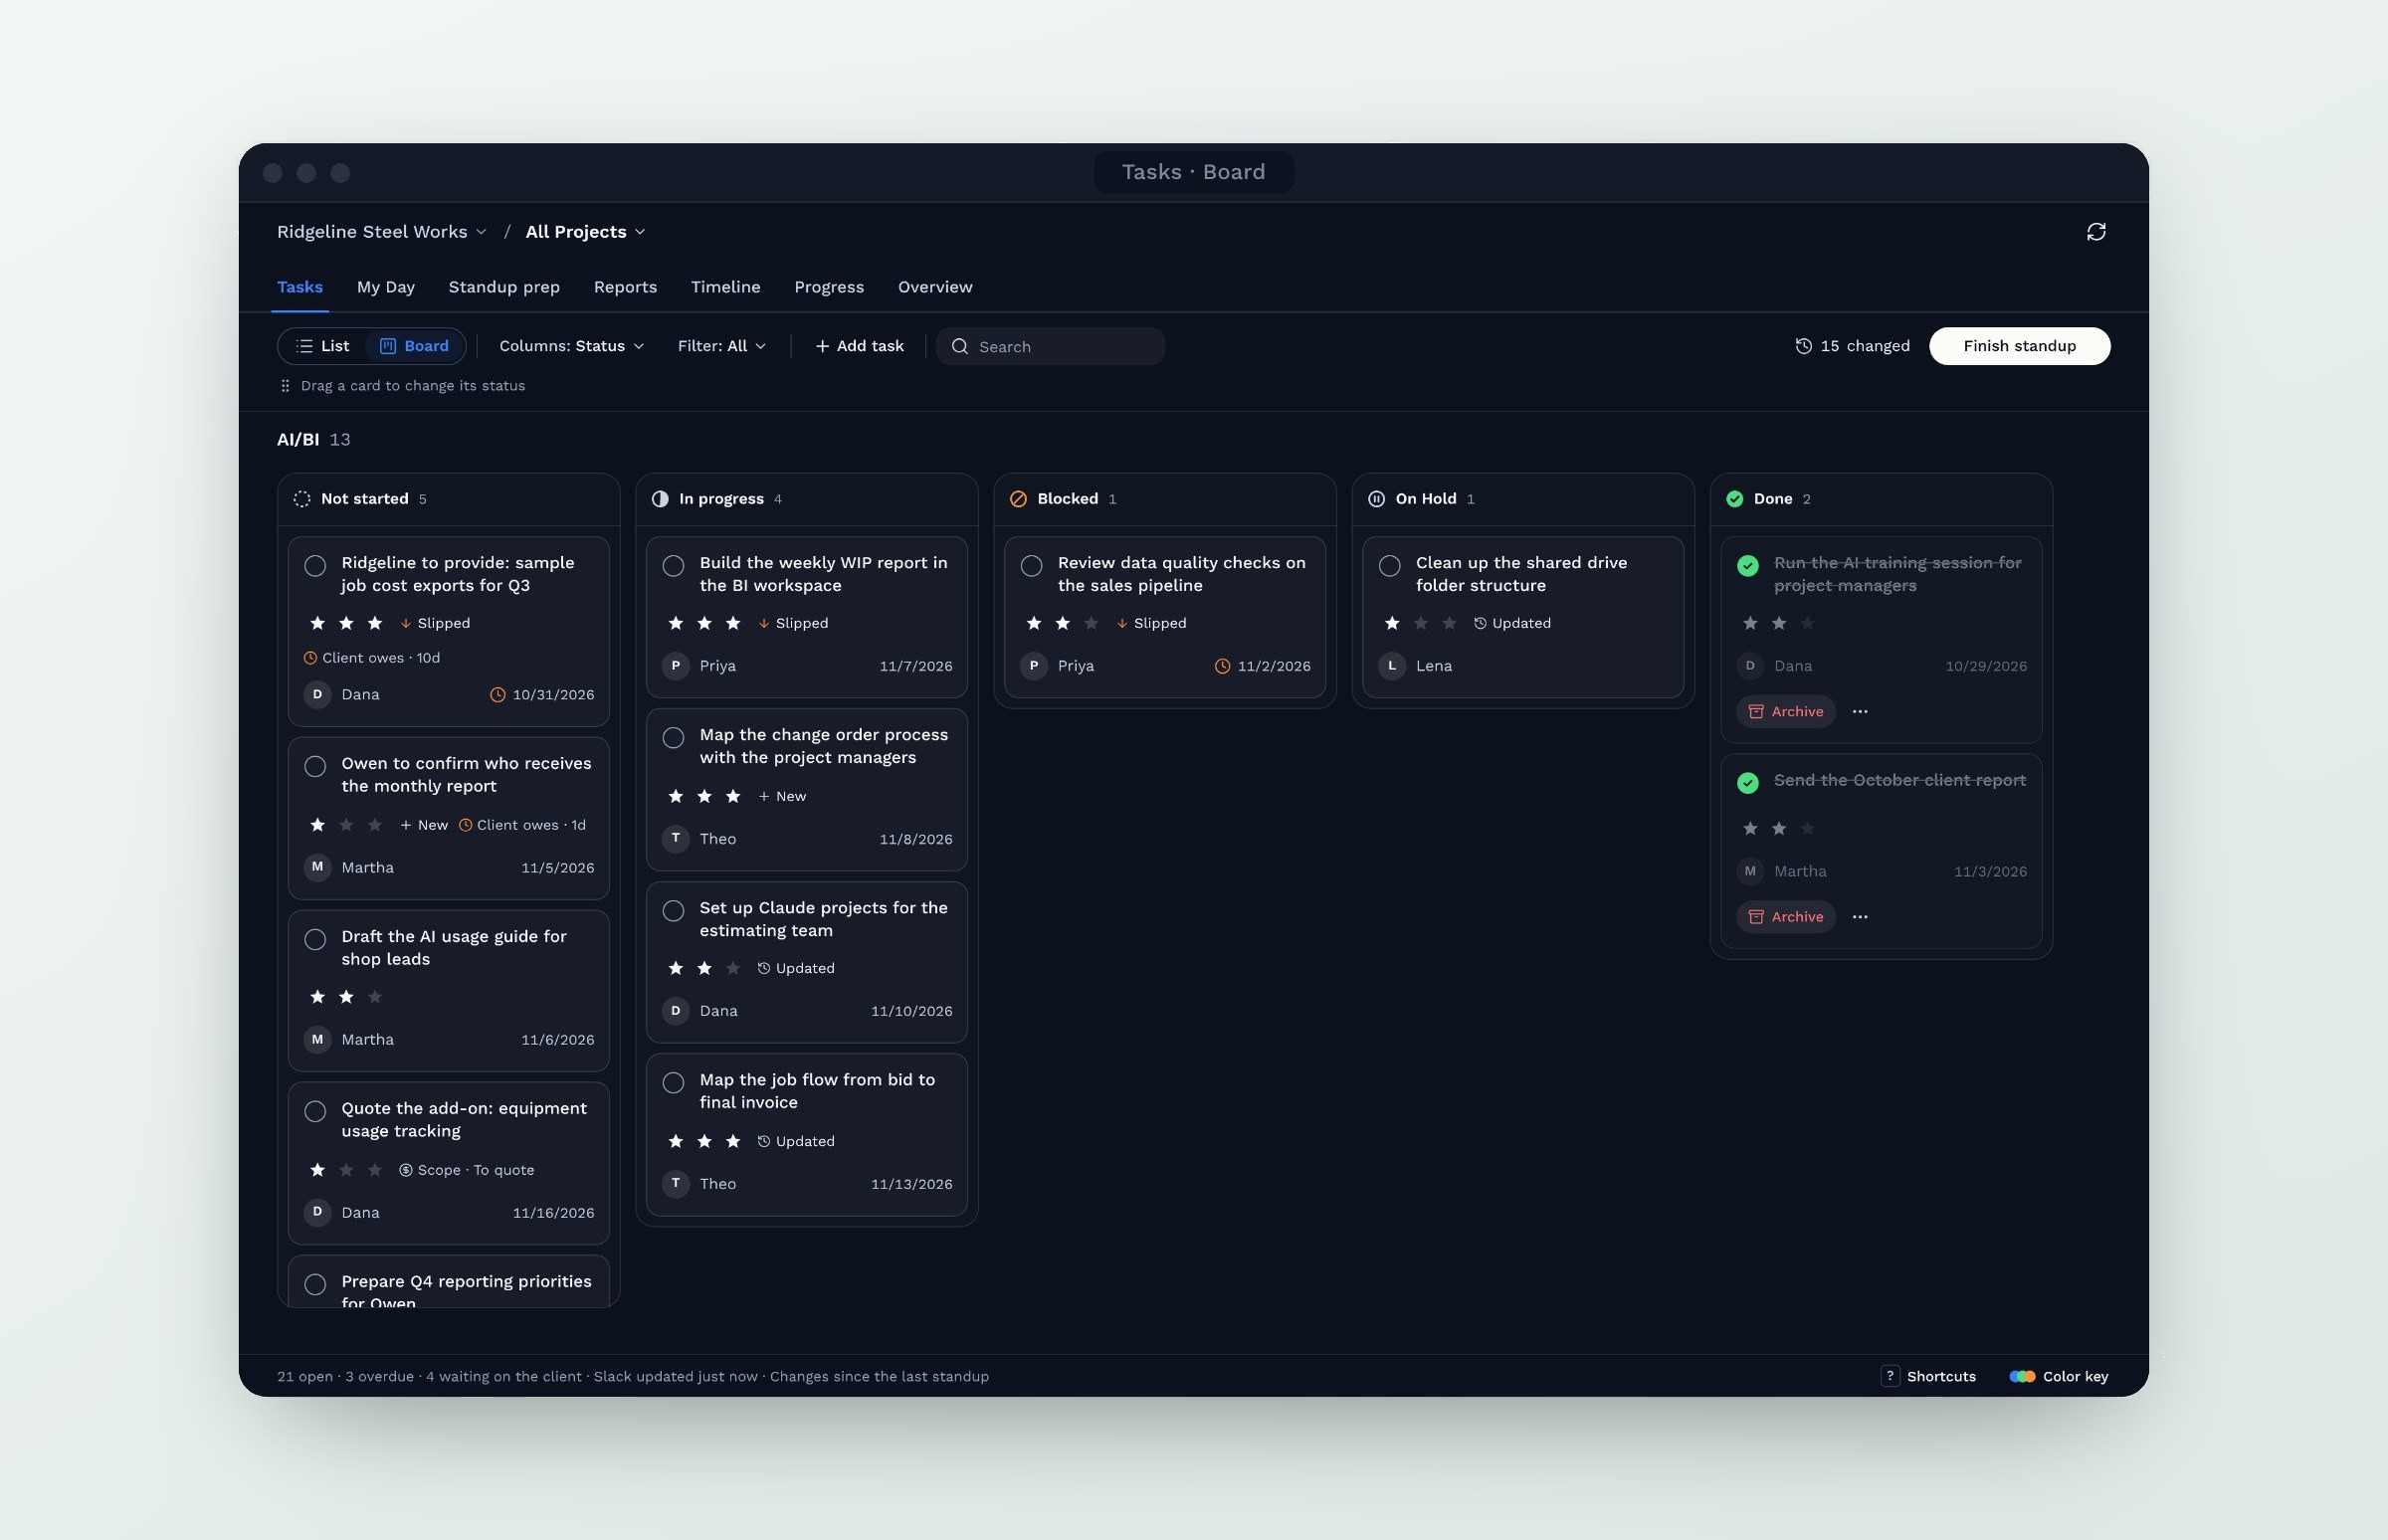 Tasks · Board
Ridgeline Steel Works / All Projects
Tasks My Day Standup prep Reports Timeline Progress Overview
List Board Columns: Status Filter: All + Add task Search 15 changed Finish standup
Drag a card to change its status
AI/BI 13
Not started 5
Ridgeline to provide: sample
job cost exports for Q3
Slipped
Client owes · 10d
D Dana 10/31/2026
Owen to confirm who receives
the monthly report
+ New Client owes · 1d
M Martha 11/5/2026
Draft the AI usage guide for
shop leads
M Martha 11/6/2026
Quote the add-on: equipment
usage tracking
Scope · To quote
D Dana 11/16/2026
Prepare Q4 reporting priorities
for Owen
In progress 4
Build the weekly WIP report in
the BI workspace
Slipped
P Priya 11/7/2026
Map the change order process
with the project managers
+ New
T Theo 11/8/2026
Set up Claude projects for the
estimating team
Updated
D Dana 11/10/2026
Map the job flow from bid to
final invoice
Updated
T Theo 11/13/2026
Blocked 1
Review data quality checks on
the sales pipeline
Slipped
P Priya 11/2/2026
On Hold 1
Clean up the shared drive
folder structure
Updated
L Lena
Done 2
Run the AI training session for
project managers
D Dana 10/29/2026
Archive
Send the October client report
M Martha 11/3/2026
Archive
21 open · 3 overdue · 4 waiting on the client · Slack updated just now · Changes since the last standup
? Shortcuts Color key